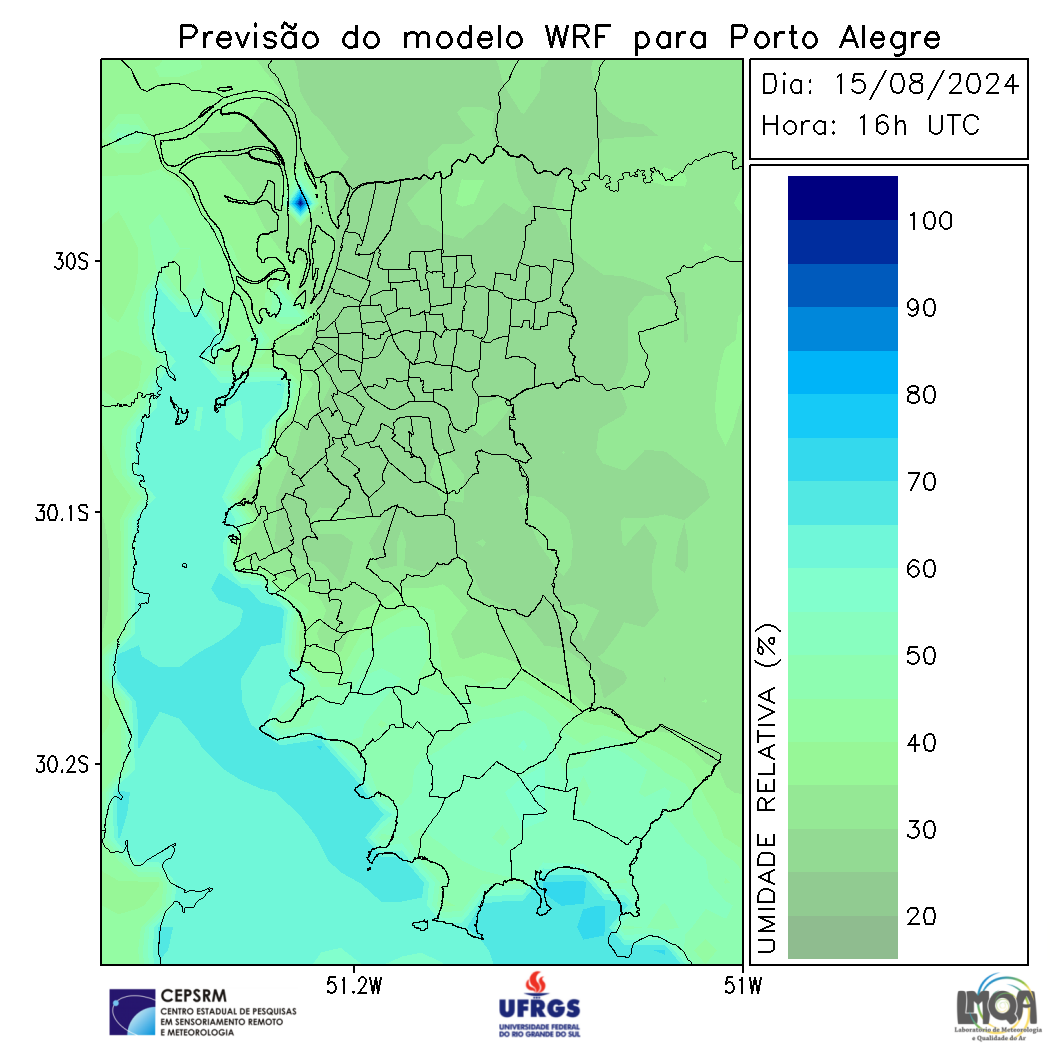 Previsão do modelo WRF para Porto Alegre
Dia: 15/08/2024
Hora: 16h UTC
30S
30.1S
30.2S
51.2W
51W
UMIDADE RELATIVA (%)
100
90
80
70
60
50
40
30
20
CEPSRM
CENTRO ESTADUAL DE PESQUISAS
EM SENSORIAMENTO REMOTO
E METEOROLOGIA
UFRGS
UNIVERSIDADE FEDERAL
DO RIO GRANDE DO SUL
LMQA
Laboratório de Meteorologia
e Qualidade do Ar